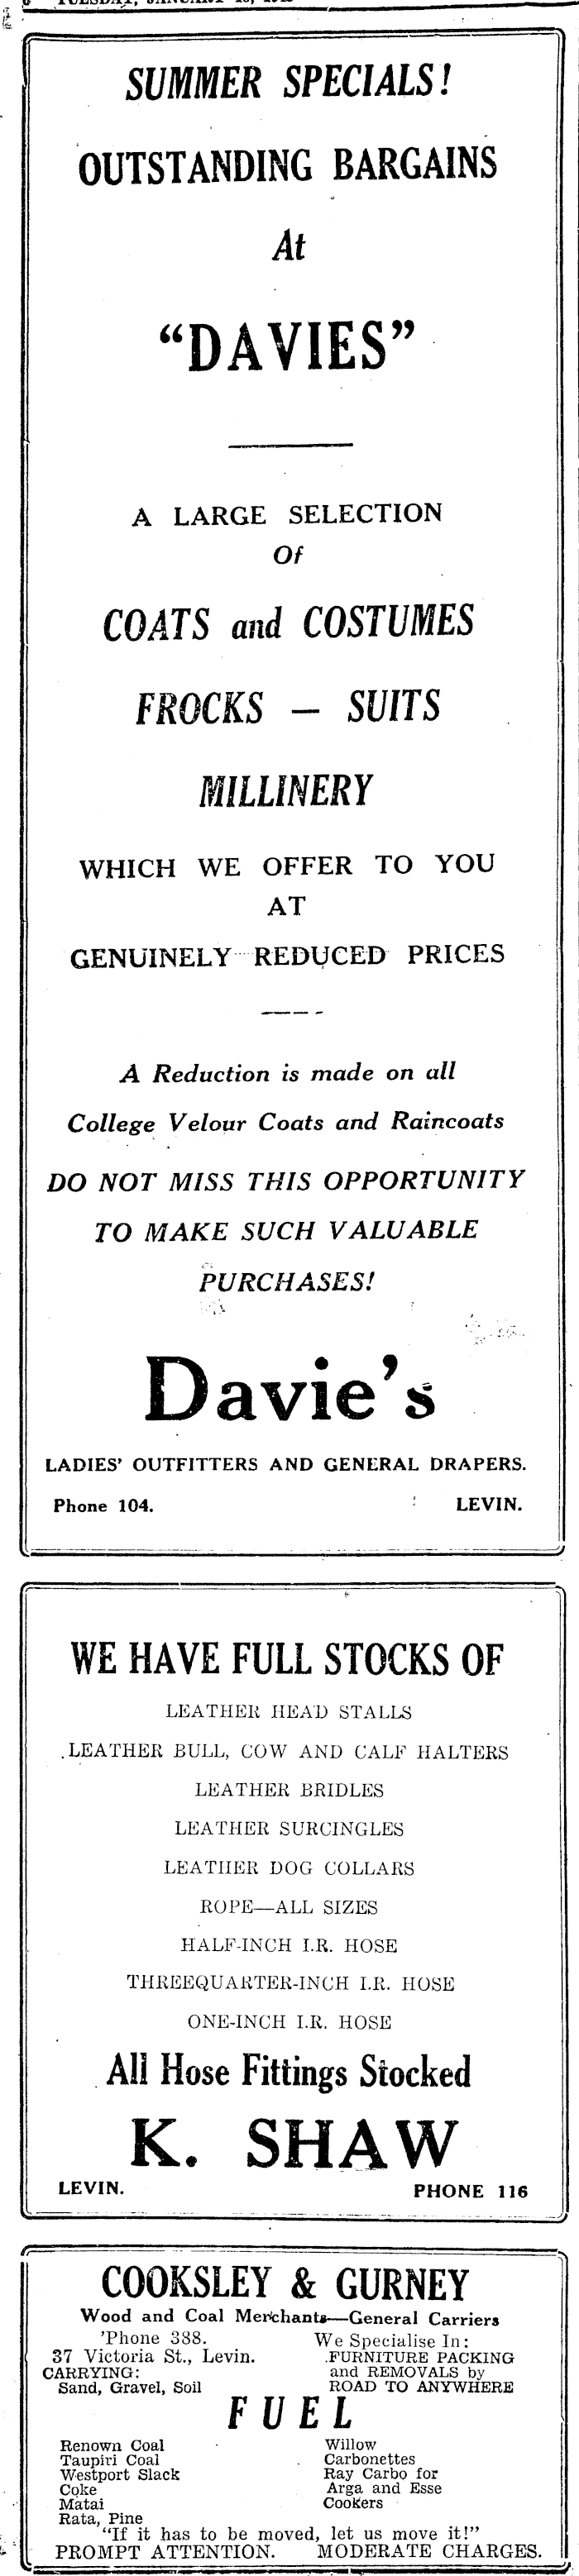 TUESDAY, JANUARY
SUMMER SPECIALS!
OUTSTANDING BARGAINS
At
"DAVIES"
A LARGE SELECTION
Of
COATS and COSTUMES
FROCKS — SUITS
MILLINERY
WHICH WE OFFER TO YOU
AT
GENUINELY REDUCED PRICES
A Reduction is made on all
College Velour Coats and Raincoats
DO NOT MISS THIS OPPORTUNITY
TO MAKE SUCH VALUABLE
PURCHASES!
Davie's
LADIES' OUTFITTERS AND GENERAL DRAPERS.
Phone 104. LEVIN.
WE HAVE FULL STOCKS OF
LEATHER HEAD STALLS
LEATHER BULL, COW AND CALF HALTERS
LEATHER BRIDLES
LEATHER SURCINGLES
LEATHER DOG COLLARS
ROPE—ALL SIZES
HALF-INCH I.R. HOSE
THREEQUARTER-INCH I.R. HOSE
ONE-INCH I.R. HOSE
All Hose Fittings Stocked
K. SHAW
LEVIN. PHONE 116
COOKSLEY & GURNEY
Wood and Coal Merchants—General Carriers
'Phone 388.
37 Victoria St., Levin.
CARRYING:
Sand, Gravel, Soil
We Specialise In:
FURNITURE PACKING
and REMOVALS by
ROAD TO ANYWHERE
FUEL
Renown Coal
Taupiri Coal
Westport Slack
Coke
Matai
Rata, Pine
Willow
Carbonettes
Ray Carbo for
Arga and Esse
Cookers
"If it has to be moved, let us move it!"
PROMPT ATTENTION. MODERATE CHARGES.